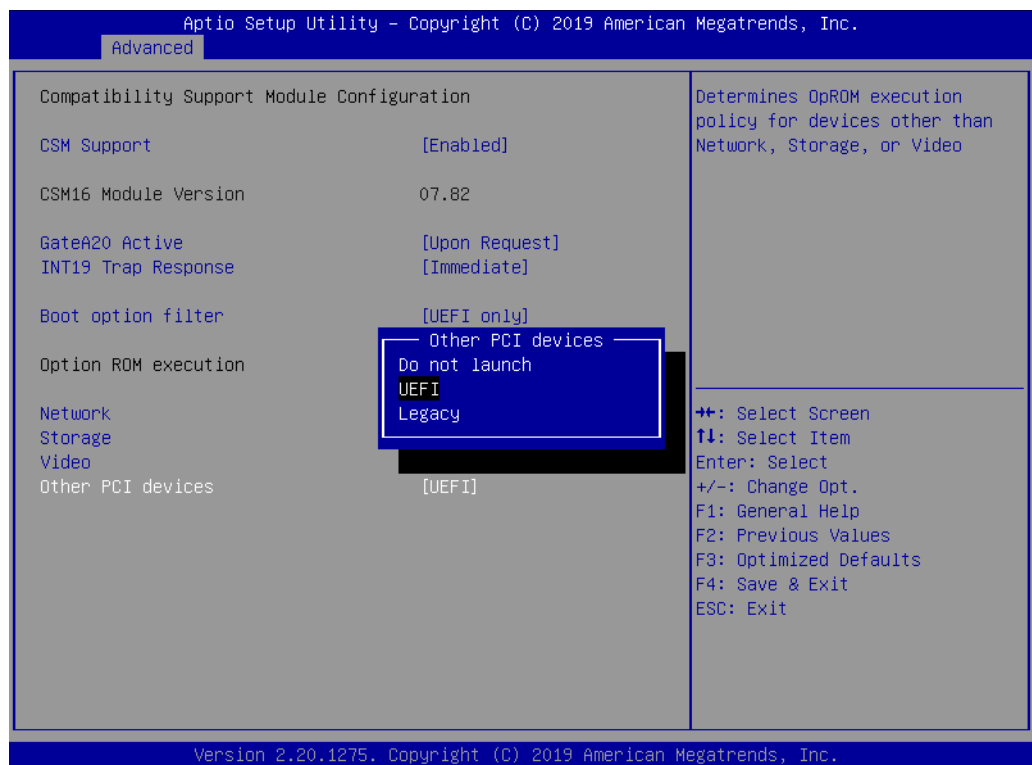 Aptio Setup Utility – Copyright (C) 2019 American Megatrends, Inc.
Advanced
Compatibility Support Module Configuration
CSM Support [Enabled]
CSM16 Module Version 07.82
GateA20 Active [Upon Request]
INT19 Trap Response [Immediate]
Boot option filter [UEFI only]
Option ROM execution
Network
Storage
Video
Other PCI devices [UEFI]
Other PCI devices
Do not launch
UEFI
Legacy
Determines OpROM execution
policy for devices other than
Network, Storage, or Video
→←: Select Screen
↑↓: Select Item
Enter: Select
+/-: Change Opt.
F1: General Help
F2: Previous Values
F3: Optimized Defaults
F4: Save & Exit
ESC: Exit
Version 2.20.1275. Copyright (C) 2019 American Megatrends, Inc.